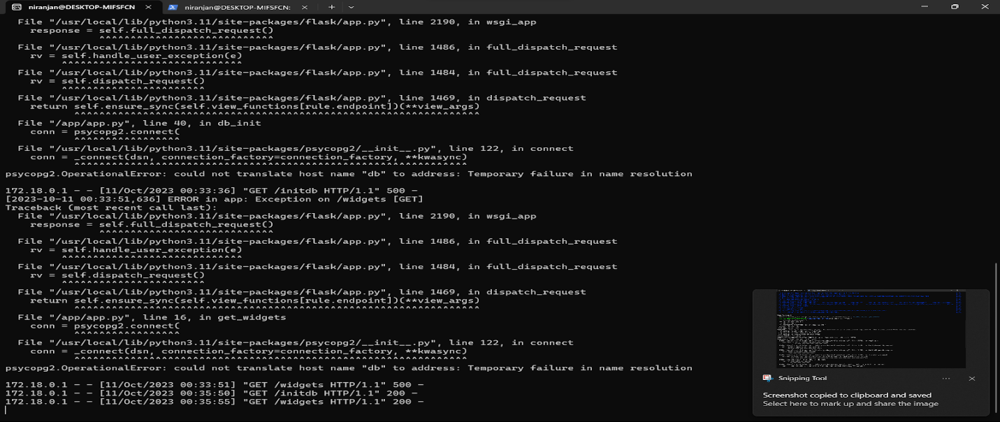 niranjan@DESKTOP-MIFSFCN
niranjan@DESKTOP-MIFSFCN:
File "/usr/local/lib/python3.11/site-packages/flask/app.py", line 2190, in wsgi_app
response = self.full_dispatch_request()
^^^^^^^^^^^^^^^^^^^^^^^^^^^^
File "/usr/local/lib/python3.11/site-packages/flask/app.py", line 1486, in full_dispatch_request
rv = self.handle_user_exception(e)
^^^^^^^^^^^^^^^^^^^^^^^^^^^^^
File "/usr/local/lib/python3.11/site-packages/flask/app.py", line 1484, in full_dispatch_request
rv = self.dispatch_request()
^^^^^^^^^^^^^^^^^^^^^^^
File "/usr/local/lib/python3.11/site-packages/flask/app.py", line 1469, in dispatch_request
return self.ensure_sync(self.view_functions[rule.endpoint])(**view_args)
^^^^^^^^^^^^^^^^^^^^^^^^^^^^^^^^^^^^^^^^^^^^^^^^^^^^^^^^^^^^^^^^^
File "/app/app.py", line 40, in db_init
conn = psycopg2.connect(
^^^^^^^^^^^^^^^^^
File "/usr/local/lib/python3.11/site-packages/psycopg2/__init__.py", line 122, in connect
conn = _connect(dsn, connection_factory=connection_factory, **kwasync)
^^^^^^^^^^^^^^^^^^^^^^^^^^^^^^^^^^^^^^^^^^^^^^^^^^^^^^^^^^^^^^^
psycopg2.OperationalError: could not translate host name "db" to address: Temporary failure in name resolution
172.18.0.1 - - [11/Oct/2023 00:33:36] "GET /initdb HTTP/1.1" 500 -
[2023-10-11 00:33:51,636] ERROR in app: Exception on /widgets [GET]
Traceback (most recent call last):
File "/usr/local/lib/python3.11/site-packages/flask/app.py", line 2190, in wsgi_app
response = self.full_dispatch_request()
^^^^^^^^^^^^^^^^^^^^^^^^^^^^
File "/usr/local/lib/python3.11/site-packages/flask/app.py", line 1486, in full_dispatch_request
rv = self.handle_user_exception(e)
^^^^^^^^^^^^^^^^^^^^^^^^^^^^^
File "/usr/local/lib/python3.11/site-packages/flask/app.py", line 1484, in full_dispatch_request
rv = self.dispatch_request()
^^^^^^^^^^^^^^^^^^^^^^^
File "/usr/local/lib/python3.11/site-packages/flask/app.py", line 1469, in dispatch_request
return self.ensure_sync(self.view_functions[rule.endpoint])(**view_args)
^^^^^^^^^^^^^^^^^^^^^^^^^^^^^^^^^^^^^^^^^^^^^^^^^^^^^^^^^^^^^^^^^
File "/app/app.py", line 16, in get_widgets
conn = psycopg2.connect(
^^^^^^^^^^^^^^^^^
File "/usr/local/lib/python3.11/site-packages/psycopg2/__init__.py", line 122, in connect
conn = _connect(dsn, connection_factory=connection_factory, **kwasync)
^^^^^^^^^^^^^^^^^^^^^^^^^^^^^^^^^^^^^^^^^^^^^^^^^^^^^^^^^^^^^^^
psycopg2.OperationalError: could not translate host name "db" to address: Temporary failure in name resolution
172.18.0.1 - - [11/Oct/2023 00:33:51] "GET /widgets HTTP/1.1" 500 -
172.18.0.1 - - [11/Oct/2023 00:35:50] "GET /initdb HTTP/1.1" 200 -
172.18.0.1 - - [11/Oct/2023 00:35:55] "GET /widgets HTTP/1.1" 200 -
Snipping Tool
Screenshot copied to clipboard and saved
Select here to mark up and share the image